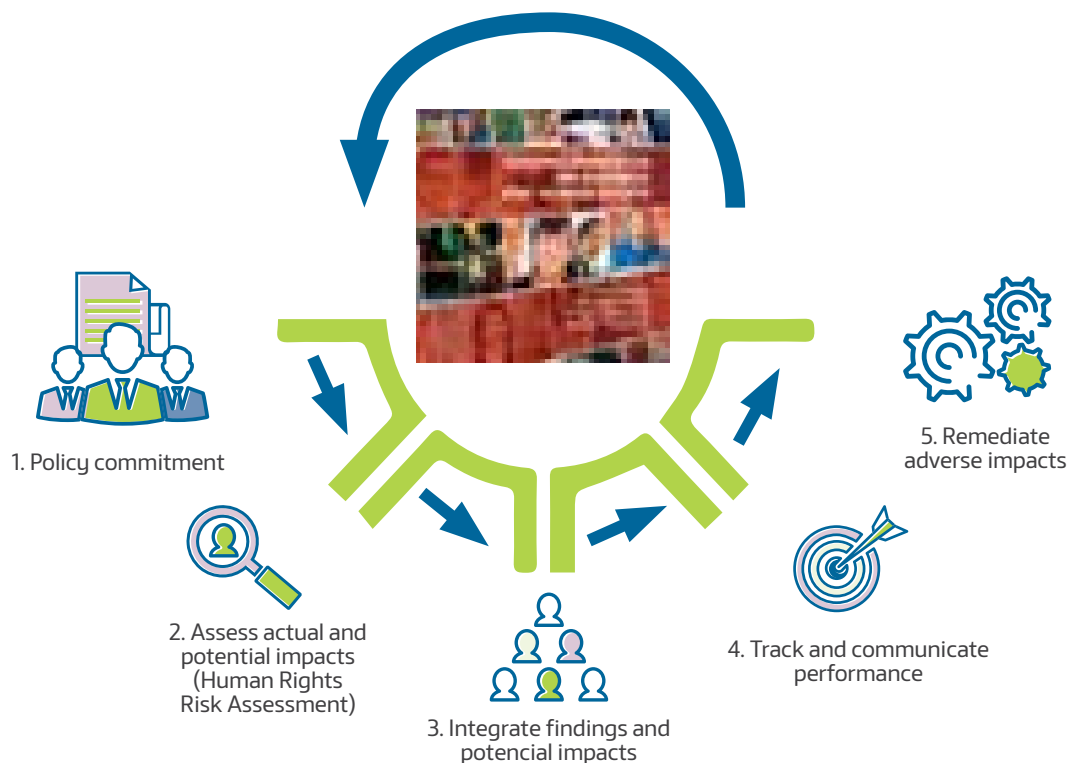 1. Policy commitment
2. Assess actual and
potential impacts
(Human Rights
Risk Assessment)
3. Integrate findings and
potencial impacts
4. Track and communicate
performance
5. Remediate
adverse impacts